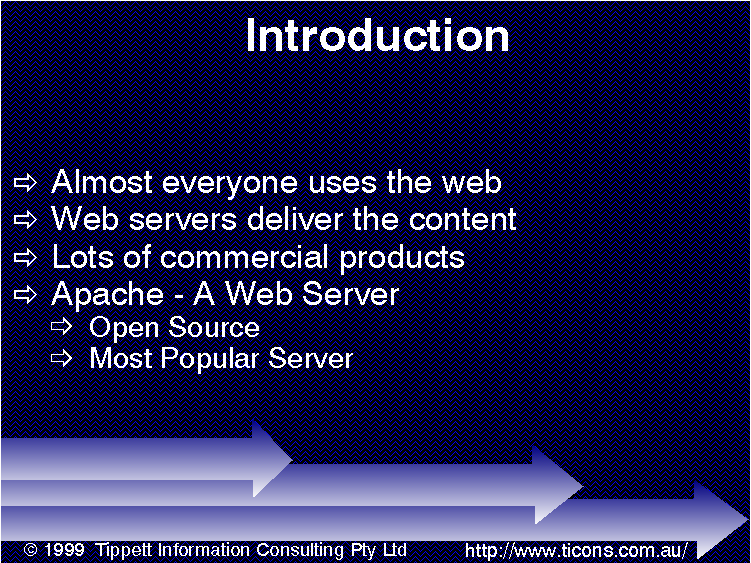 Introduction
⇨ Almost everyone uses the web
⇨ Web servers deliver the content
⇨ Lots of commercial products
⇨ Apache - A Web Server
⇨ Open Source
⇨ Most Popular Server
© 1999 Tippett Information Consulting Pty Ltd http://www.ticons.com.au/